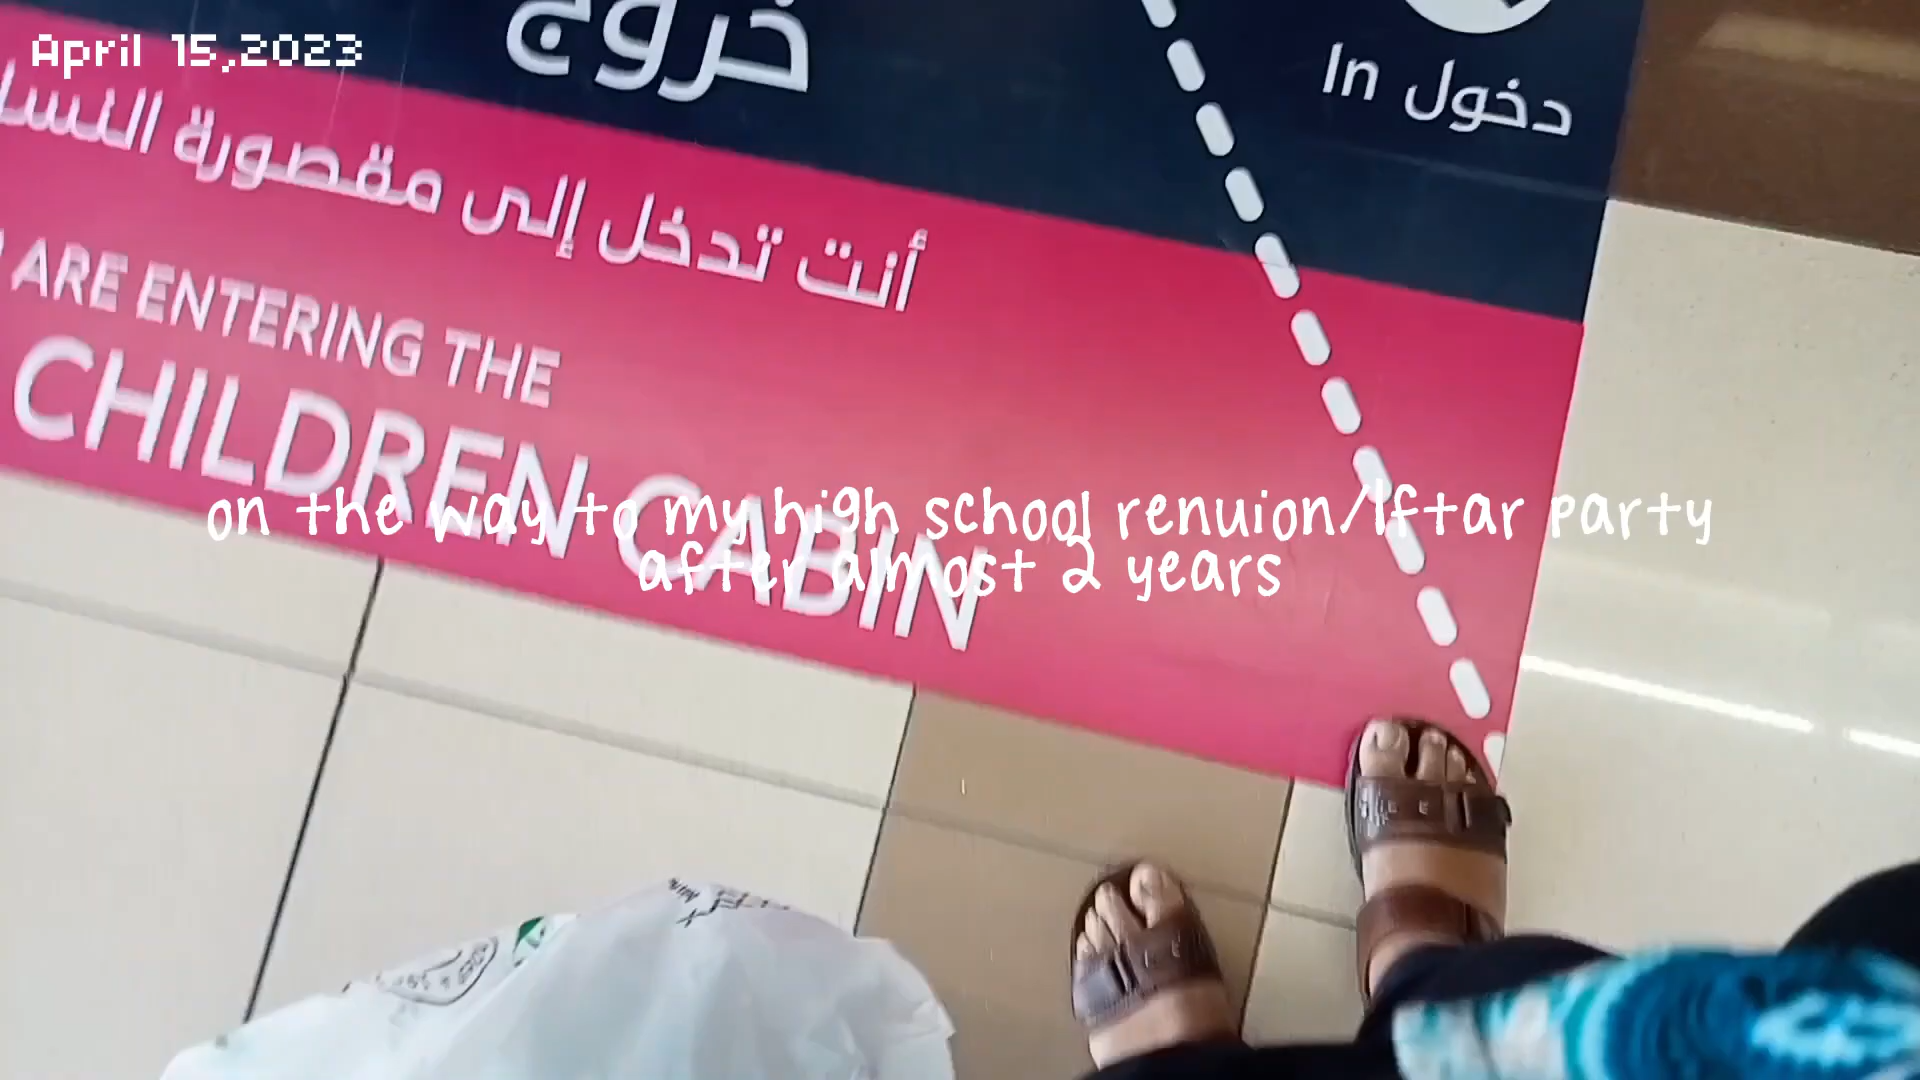 April 15,2023
خروج
In دخول
أنت تدخل إلى مقصورة
ARE ENTERING THE
CHILDREN CABIN
on the way to my high school renuion/Iftar party
after almost 2 years